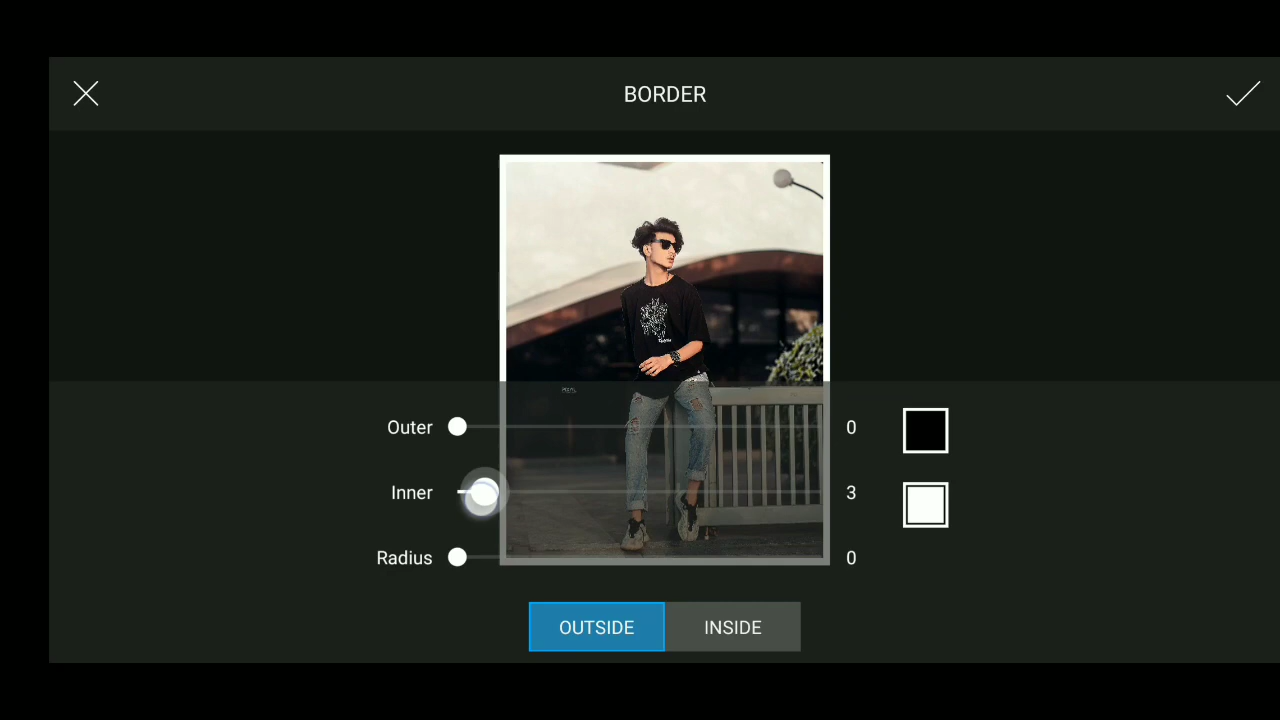 BORDER
Outer 0
Inner 3
Radius 0
OUTSIDE INSIDE